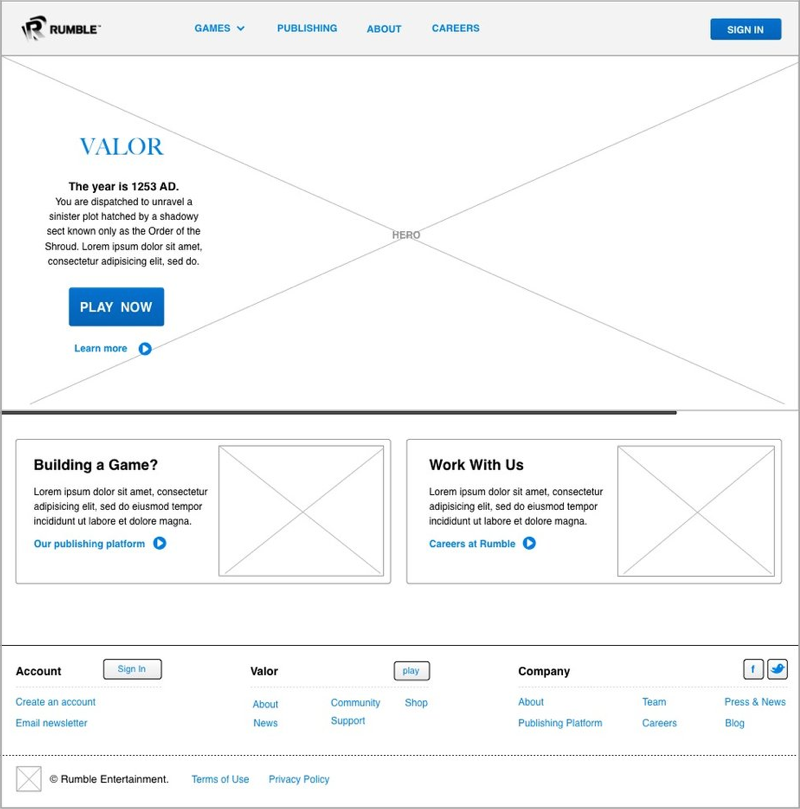 RUMBLE™
GAMES
PUBLISHING
ABOUT
CAREERS
SIGN IN
VALOR
The year is 1253 AD.
You are dispatched to unravel a
sinister plot hatched by a shadowy
sect known only as the Order of the
Shroud. Lorem ipsum dolor sit amet,
consectetur adipisicing elit, sed do.
HERO
PLAY NOW
Learn more
Building a Game?
Lorem ipsum dolor sit amet, consectetur
adipisicing elit, sed do eiusmod tempor
incididunt ut labore et dolore magna.
Our publishing platform
Work With Us
Lorem ipsum dolor sit amet, consectetur
adipisicing elit, sed do eiusmod tempor
incididunt ut labore et dolore magna.
Careers at Rumble
Account
Sign In
Create an account
Email newsletter
Valor
play
About
Community
Shop
News
Support
Company
f
About
Team
Press & News
Publishing Platform
Careers
Blog
© Rumble Entertainment.
Terms of Use
Privacy Policy